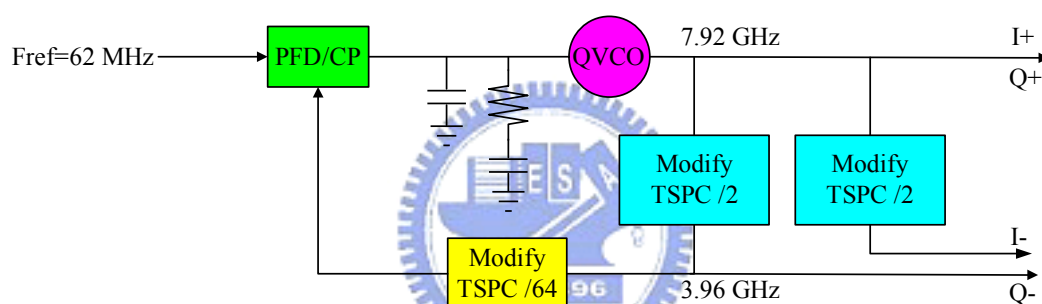 7.92 GHz
I+
Fref=62 MHz
PFD/CP
QVCO
Q+
Modify
TSPC /2
Modify
TSPC /2
E S A
I-
Modify
TSPC /64
3.96 GHz
Q-
96